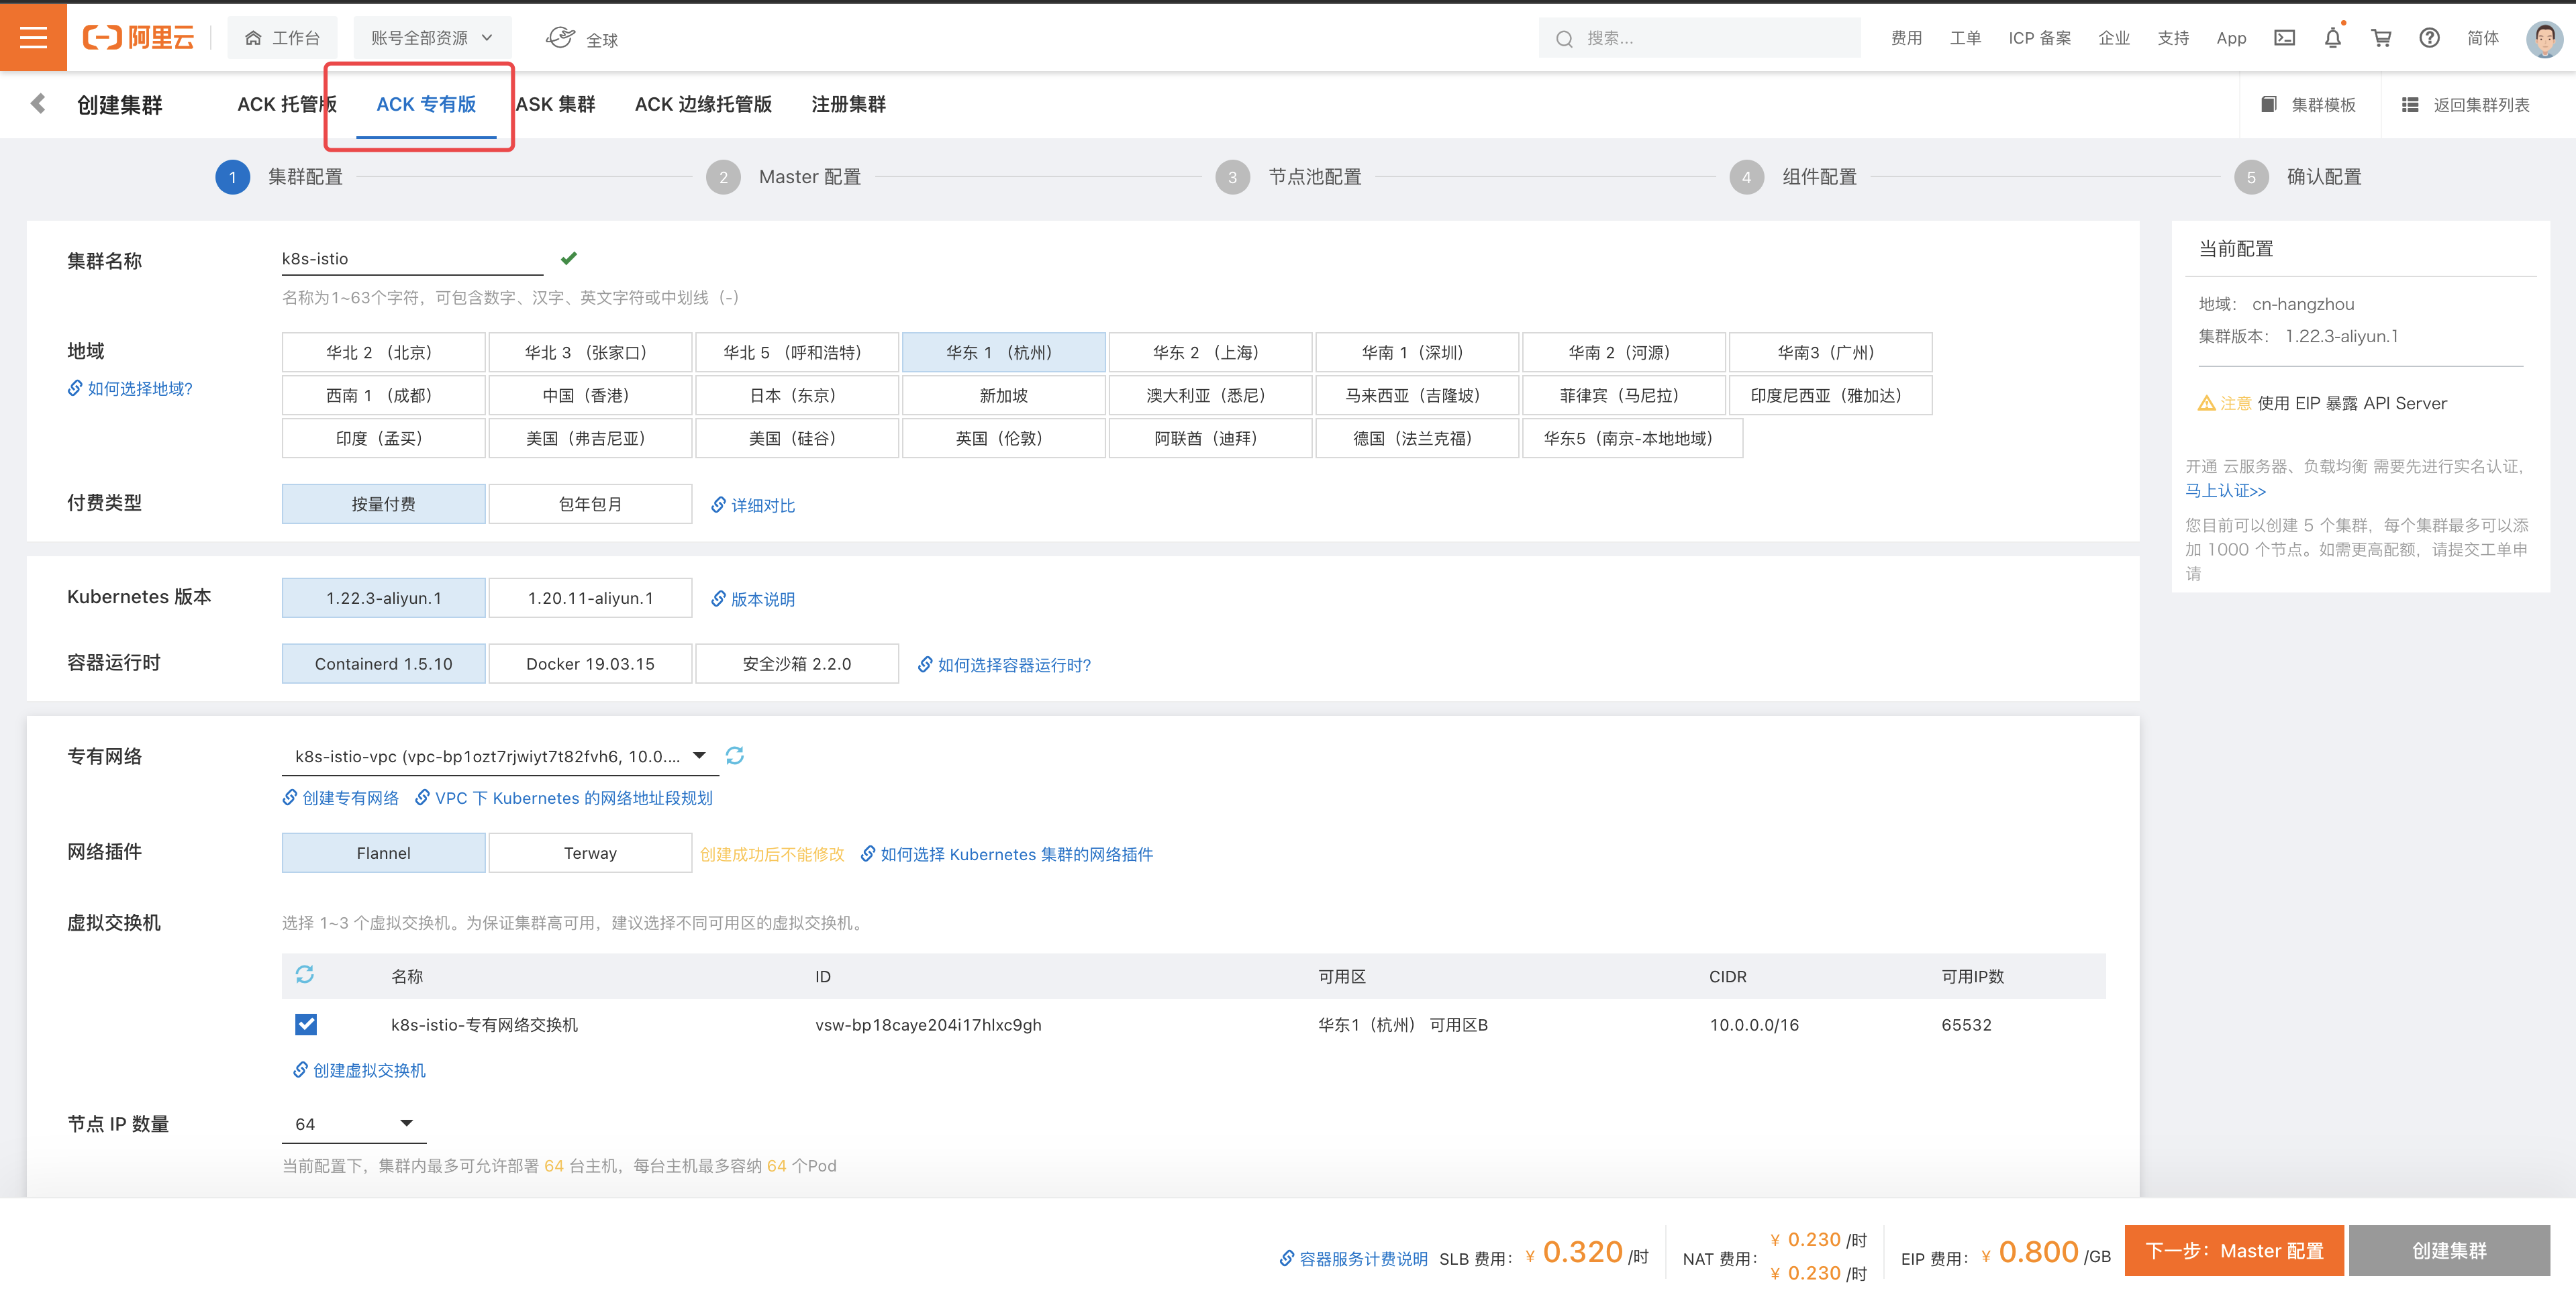 阿里云
工作台
账号全部资源
全球
搜索...
费用
工单
ICP 备案
企业
支持
App
简体
创建集群
ACK 托管版
ACK 专有版
ASK 集群
ACK 边缘托管版
注册集群
集群模板
返回集群列表
1 集群配置
2 Master 配置
3 节点池配置
4 组件配置
5 确认配置
集群名称
k8s-istio
名称为1~63个字符，可包含数字、汉字、英文字符或中划线（-）
地域
如何选择地域?
华北 2 （北京） 华北 3 （张家口） 华北 5 （呼和浩特） 华东 1 （杭州） 华东 2 （上海） 华南 1（深圳） 华南 2（河源） 华南3（广州）
西南 1 （成都） 中国（香港） 日本（东京） 新加坡 澳大利亚（悉尼） 马来西亚（吉隆坡） 菲律宾（马尼拉） 印度尼西亚（雅加达）
印度（孟买） 美国（弗吉尼亚） 美国（硅谷） 英国（伦敦） 阿联酋（迪拜） 德国（法兰克福） 华东5（南京-本地地域）
付费类型
按量付费 包年包月 详细对比
Kubernetes 版本
1.22.3-aliyun.1 1.20.11-aliyun.1 版本说明
容器运行时
Containerd 1.5.10 Docker 19.03.15 安全沙箱 2.2.0 如何选择容器运行时?
专有网络
k8s-istio-vpc (vpc-bp1ozt7rjwiyt7t82fvh6, 10.0....
创建专有网络 VPC 下 Kubernetes 的网络地址段规划
网络插件
Flannel Terway 创建成功后不能修改 如何选择 Kubernetes 集群的网络插件
虚拟交换机
选择 1~3 个虚拟交换机。为保证集群高可用，建议选择不同可用区的虚拟交换机。
名称 ID 可用区 CIDR 可用IP数
k8s-istio-专有网络交换机 vsw-bp18caye204i17hlxc9gh 华东1（杭州） 可用区B 10.0.0.0/16 65532
创建虚拟交换机
节点 IP 数量
64
当前配置下，集群内最多可允许部署 64 台主机，每台主机最多容纳 64 个Pod
当前配置
地域： cn-hangzhou
集群版本： 1.22.3-aliyun.1
注意 使用 EIP 暴露 API Server
开通 云服务器、负载均衡 需要先进行实名认证，
马上认证>>
您目前可以创建 5 个集群，每个集群最多可以添
加 1000 个节点。如需更高配额，请提交工单申
请
容器服务计费说明 SLB 费用： ¥ 0.320 /时
NAT 费用： ¥ 0.230 /时
¥ 0.230 /时
EIP 费用： ¥ 0.800 /GB
下一步：Master 配置
创建集群